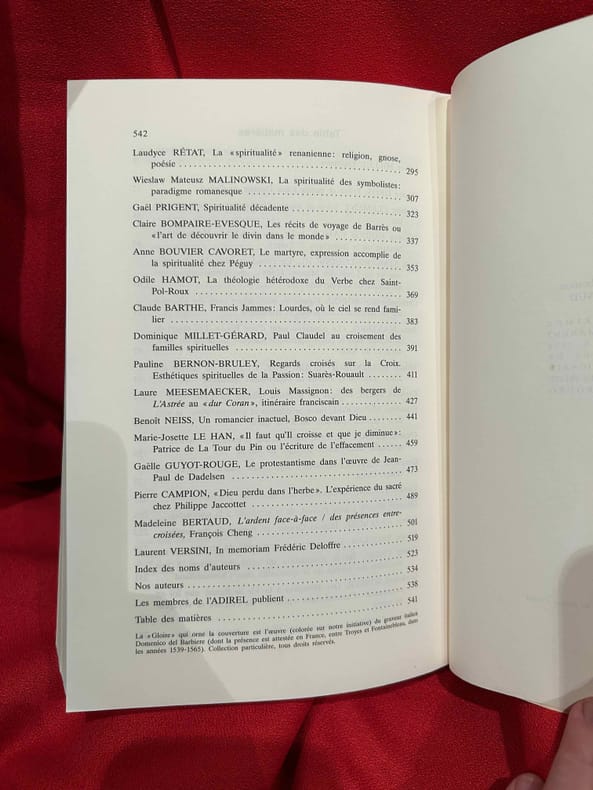 542
Laudyce RÉTAT, La « spiritualité » renanienne : religion, gnose,
poésie . . . . . . . . . . . . . . . . . . . . . . . . . . . . . . . . . . . . . . . . . 295
Wieslaw Mateusz MALINOWSKI, La spiritualité des symbolistes :
paradigme romanesque . . . . . . . . . . . . . . . . . . . . . . . . . . . . . 307
Gaël PRIGENT, Spiritualité décadente . . . . . . . . . . . . . . . . . . . . 323
Claire BOMPAIRE-EVESQUE, Les récits de voyage de Barrès ou
« l'art de découvrir le divin dans le monde » . . . . . . . . . . . . . 337
Anne BOUVIER CAVORET, Le martyre, expression accomplie de
la spiritualité chez Péguy . . . . . . . . . . . . . . . . . . . . . . . . . . 353
Odile HAMOT, La théologie hétérodoxe du Verbe chez Saint-
Pol-Roux . . . . . . . . . . . . . . . . . . . . . . . . . . . . . . . . . . . . . . 369
Claude BARTHE, Francis Jammes : Lourdes, où le ciel se rend fami-
lier . . . . . . . . . . . . . . . . . . . . . . . . . . . . . . . . . . . . . . . . . . 383
Dominique MILLET-GÉRARD, Paul Claudel au croisement des
familles spirituelles . . . . . . . . . . . . . . . . . . . . . . . . . . . . . . 391
Pauline BERNON-BRULEY, Regards croisés sur la Croix.
Esthétiques spirituelles de la Passion : Suarès-Rouault . . . . . . . . 411
Laure MEESEMAECKER, Louis Massignon : des bergers de
L'Astrée au « dur Coran », itinéraire franciscain . . . . . . . . . . . . 427
Benoît NEISS, Un romancier inactuel, Bosco devant Dieu . . . . . . . 441
Marie-Josette LE HAN, « Il faut qu'Il croisse et que je diminue » :
Patrice de La Tour du Pin ou l'écriture de l'effacement . . . . . 459
Gaëlle GUYOT-ROUGE, Le protestantisme dans l'œuvre de Jean-
Paul de Dadelsen . . . . . . . . . . . . . . . . . . . . . . . . . . . . . . . . 473
Pierre CAMPION, « Dieu perdu dans l'herbe ». L'expérience du sacré
chez Philippe Jaccottet . . . . . . . . . . . . . . . . . . . . . . . . . . . . 489
Madeleine BERTAUD, L'ardent face-à-face / des présences entre-
croisées, François Cheng . . . . . . . . . . . . . . . . . . . . . . . . . . 501
Laurent VERSINI, In memoriam Frédéric Deloffre . . . . . . . . . . . . 519
Index des noms d'auteurs . . . . . . . . . . . . . . . . . . . . . . . . . . . . 523
Nos auteurs . . . . . . . . . . . . . . . . . . . . . . . . . . . . . . . . . . . . . . 534
Les membres de l'ADIREL publient . . . . . . . . . . . . . . . . . . . . . 538
Table des matières . . . . . . . . . . . . . . . . . . . . . . . . . . . . . . . . . 541
La « Gloire » qui orne la couverture est l'œuvre (colorée sur notre initiative) du graveur italien
Domenico del Barbiere (dont la présence est attestée en France, entre Troyes et Fontainebleau, dans
les années 1539-1565). Collection particulière, tous droits réservés.